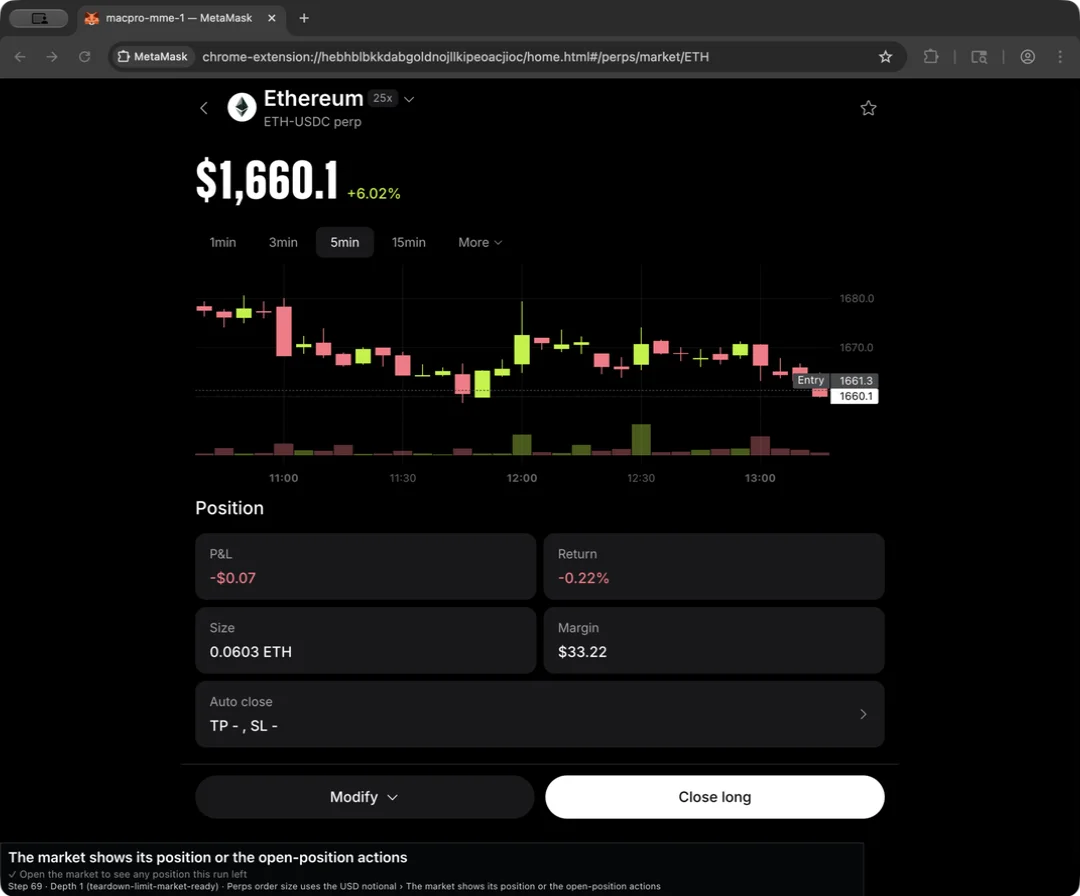 macpro-mme-1 — MetaMask
MetaMask
chrome-extension://hebhhlbkkdabgoldnojllkipeoacjioc/home.html#/perps/market/ETH
Ethereum 25x
ETH-USDC perp
$1,660.1 +6.02%
1min 3min 5min 15min More
1680.0
1670.0
Entry 1661.3
1660.1
11:00 11:30 12:00 12:30 13:00
Position
P&L Return
-$0.07 -0.22%
Size Margin
0.0603 ETH $33.22
Auto close
TP - , SL -
Modify Close long
The market shows its position or the open-position actions
✓ Open the market to see any position this run left
Step 69 · Depth 1 (teardown-limit-market-ready) · Perps order size uses the USD notional › The market shows its position or the open-position actions